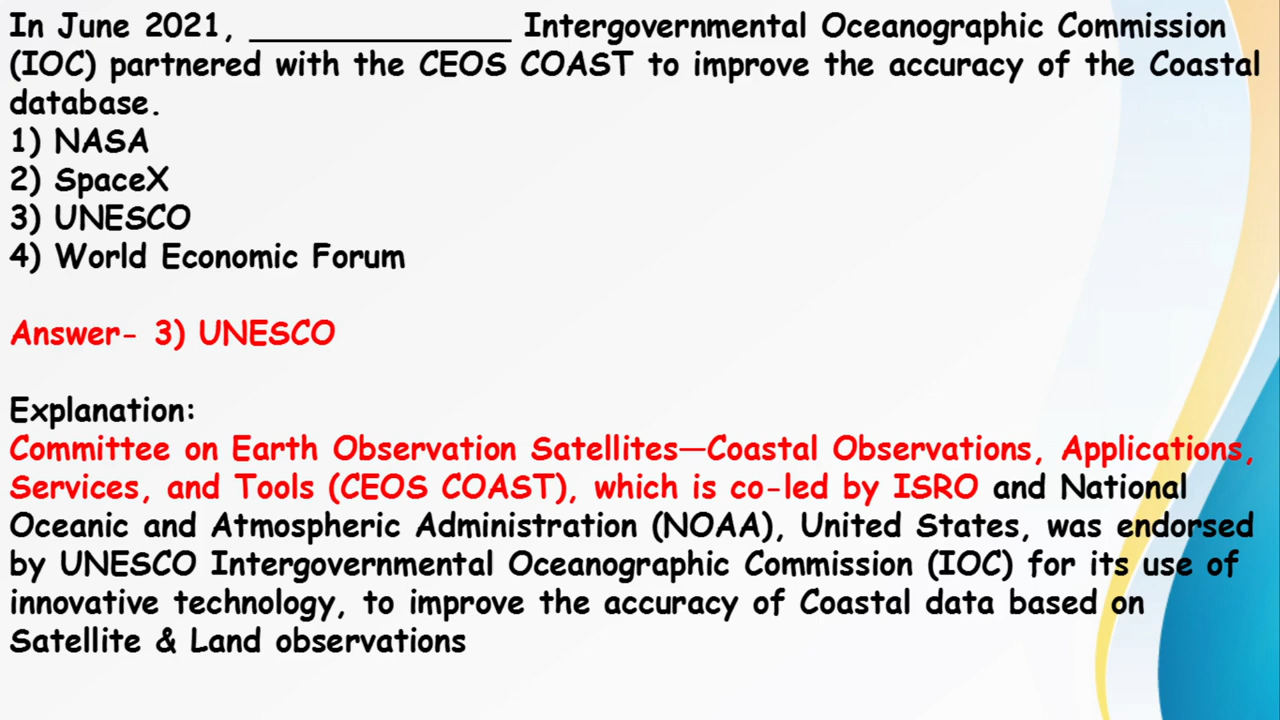 In June 2021, _____________ Intergovernmental Oceanographic Commission
(IOC) partnered with the CEOS COAST to improve the accuracy of the Coastal
database.
1) NASA
2) SpaceX
3) UNESCO
4) World Economic Forum
Answer- 3) UNESCO
Explanation:
Committee on Earth Observation Satellites—Coastal Observations, Applications,
Services, and Tools (CEOS COAST), which is co-led by ISRO and National
Oceanic and Atmospheric Administration (NOAA), United States, was endorsed
by UNESCO Intergovernmental Oceanographic Commission (IOC) for its use of
innovative technology, to improve the accuracy of Coastal data based on
Satellite & Land observations